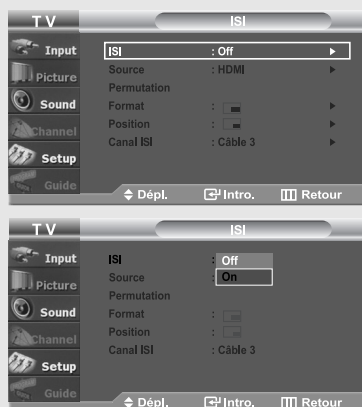 TV ISI
Input
Picture
Sound
Channel
Setup
Guide
ISI : Off
Source : HDMI
Permutation
Format :
Position :
Canal ISI : Câble 3
Dépl. Intro. Retour
TV ISI
Input
Picture
Sound
Channel
Setup
Guide
ISI : Off
Source : On
Permutation
Format :
Position :
Canal ISI : Câble 3
Dépl. Intro. Retour